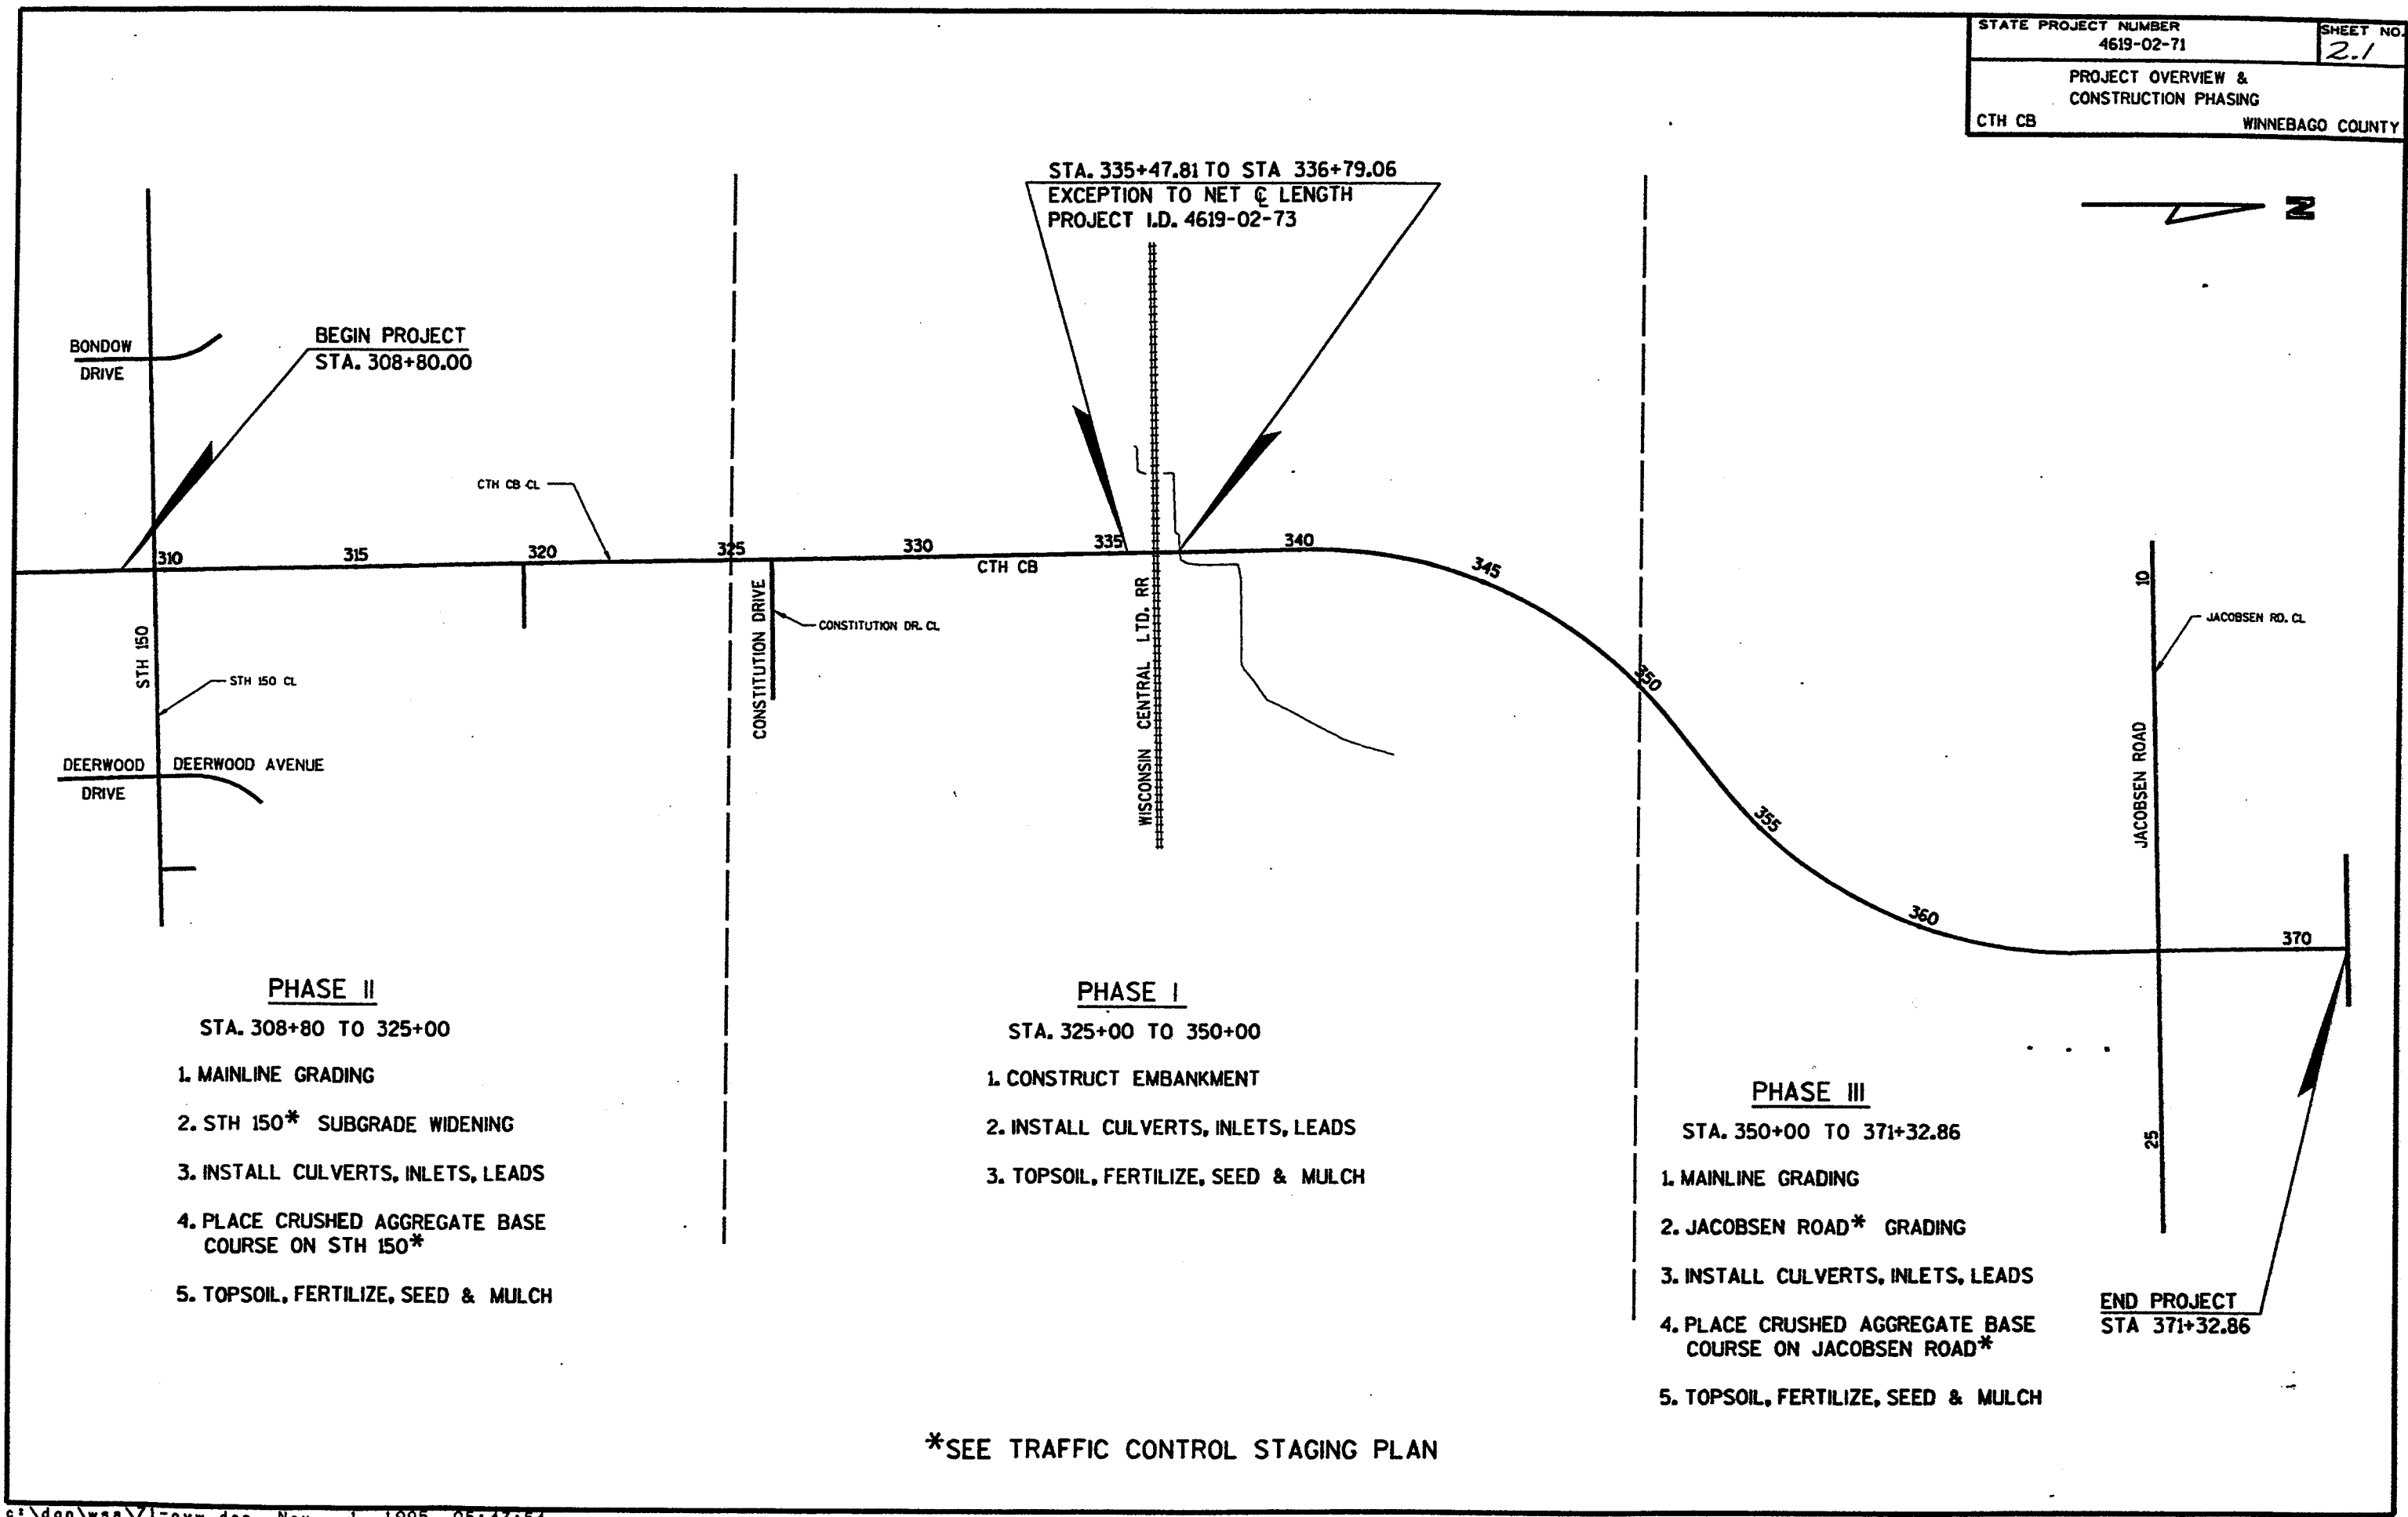 STATE PROJECT NUMBER
4619-02-71
SHEET NO.
2.1
PROJECT OVERVIEW &
CONSTRUCTION PHASING
CTH CB
WINNEBAGO COUNTY
STA. 335+47.81 TO STA 336+79.06
EXCEPTION TO NET ℄ LENGTH
PROJECT I.D. 4619-02-73
N
BEGIN PROJECT
STA. 308+80.00
BONDOW
DRIVE
CTH CB CL
310
315
320
325
330
335
340
345
350
355
360
370
CTH CB
STH 150
STH 150 CL
CONSTITUTION DRIVE
CONSTITUTION DR. CL
WISCONSIN CENTRAL LTD. RR
10
JACOBSEN RD. CL
JACOBSEN ROAD
25
DEERWOOD
DRIVE
DEERWOOD AVENUE
PHASE II
STA. 308+80 TO 325+00
1. MAINLINE GRADING
2. STH 150* SUBGRADE WIDENING
3. INSTALL CULVERTS, INLETS, LEADS
4. PLACE CRUSHED AGGREGATE BASE
COURSE ON STH 150*
5. TOPSOIL, FERTILIZE, SEED & MULCH
PHASE I
STA. 325+00 TO 350+00
1. CONSTRUCT EMBANKMENT
2. INSTALL CULVERTS, INLETS, LEADS
3. TOPSOIL, FERTILIZE, SEED & MULCH
PHASE III
STA. 350+00 TO 371+32.86
1. MAINLINE GRADING
2. JACOBSEN ROAD* GRADING
3. INSTALL CULVERTS, INLETS, LEADS
4. PLACE CRUSHED AGGREGATE BASE
COURSE ON JACOBSEN ROAD*
5. TOPSOIL, FERTILIZE, SEED & MULCH
END PROJECT
STA 371+32.86
*SEE TRAFFIC CONTROL STAGING PLAN